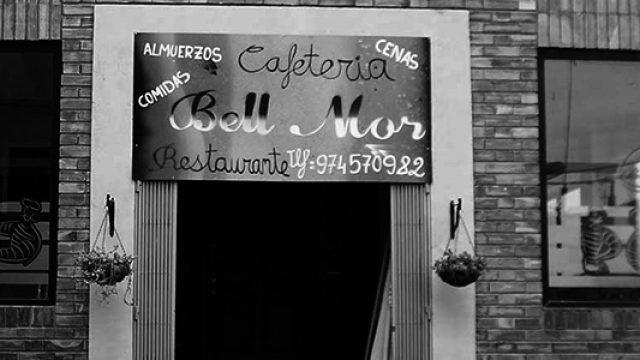 ALMUERZOS Cafeteria CENAS
COMIDAS
Bell Mor
Restaurante Tlf:974570982